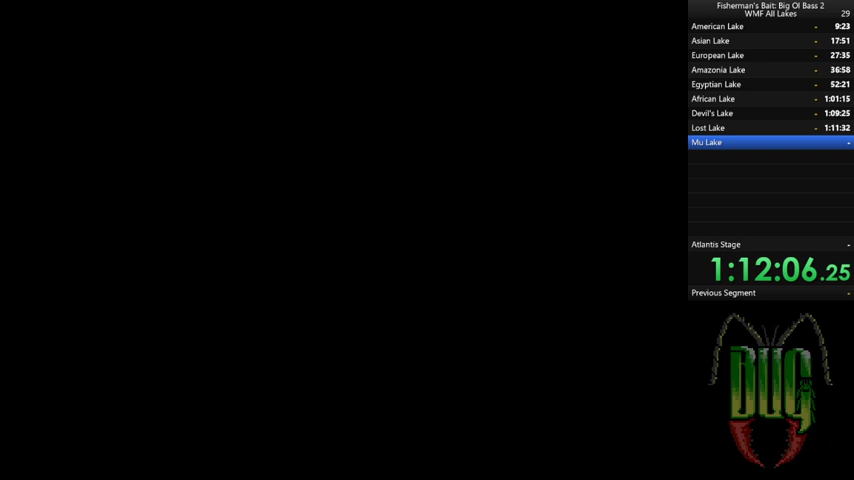 Fisherman's Bait: Big Ol Bass 2
WMF All Lakes 29
American Lake - 9:23
Asian Lake - 17:51
European Lake - 27:35
Amazonia Lake - 36:58
Egyptian Lake - 52:21
African Lake - 1:01:15
Devil's Lake - 1:09:25
Lost Lake - 1:11:32
Mu Lake -
Atlantis Stage -
1:12:06.25
Previous Segment -
BUG